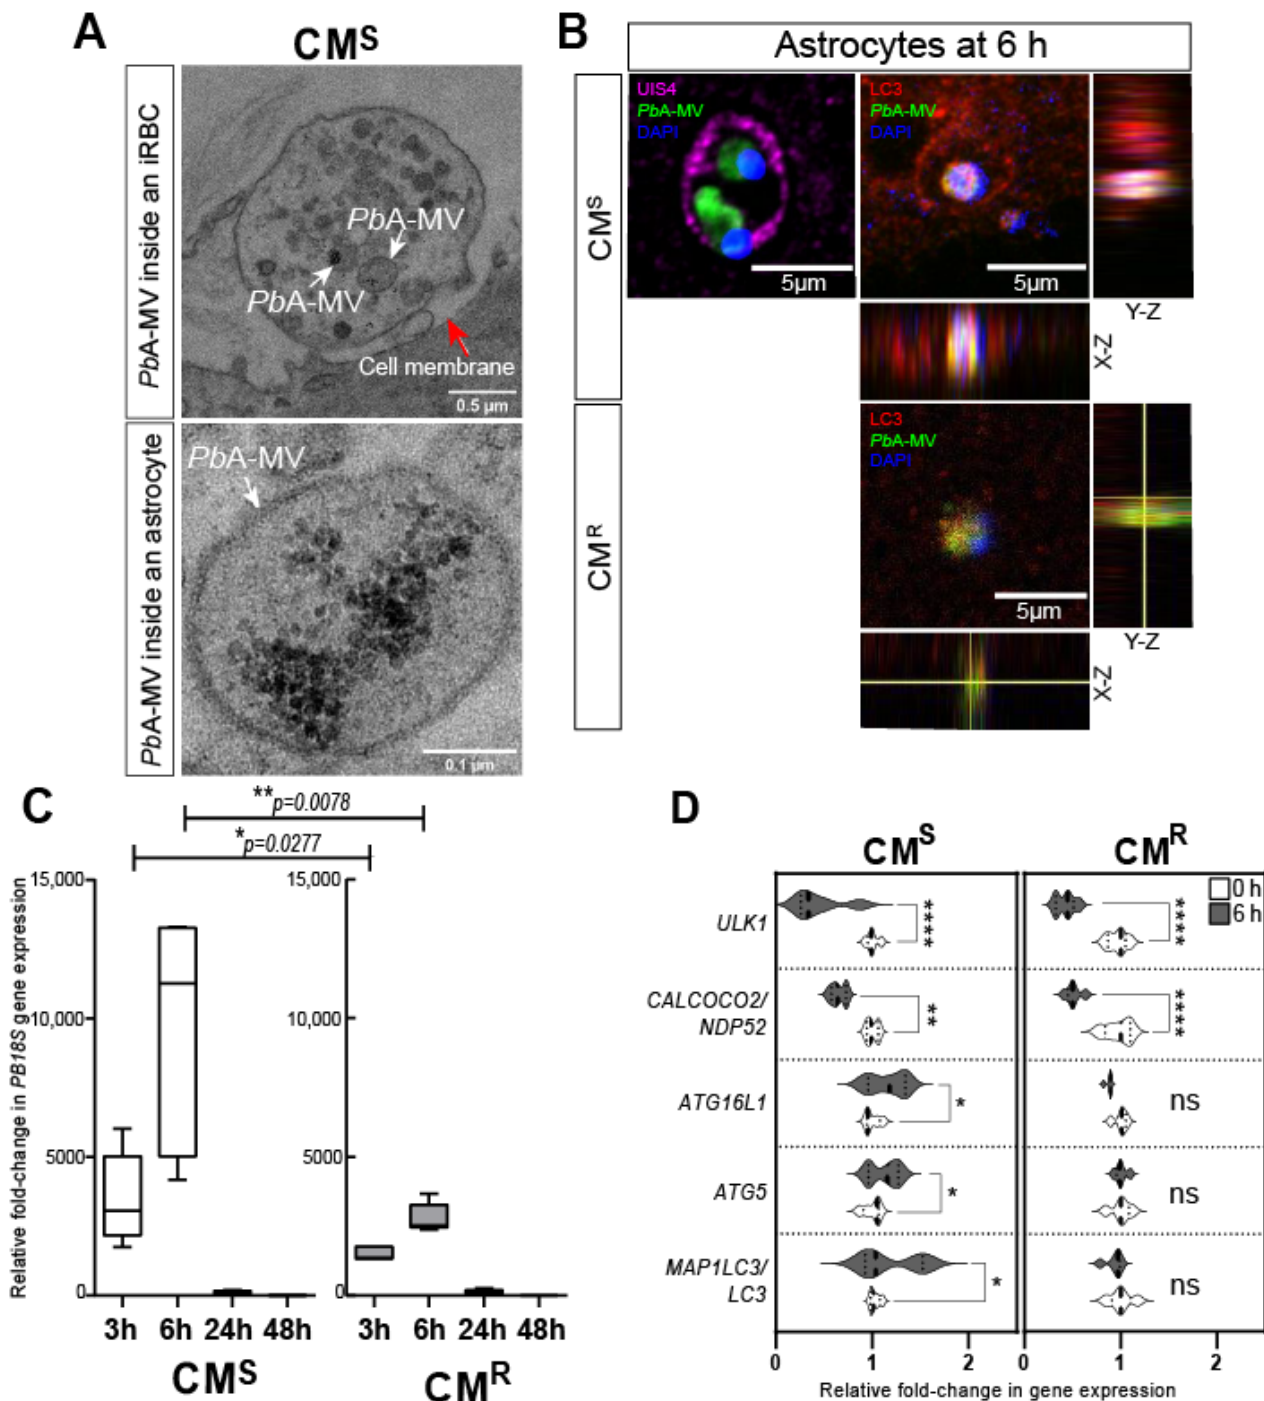 A
CMS
PbA-MV inside an iRBC
PbA-MV
PbA-MV
Cell membrane
0.5 µm
PbA-MV inside an astrocyte
PbA-MV
0.1 µm
B
Astrocytes at 6 h
CMS
UIS4
PbA-MV
DAPI
5µm
LC3
PbA-MV
DAPI
5µm
Y-Z
X-Z
CMR
LC3
PbA-MV
DAPI
5µm
Y-Z
X-Z
C
**p=0.0078
*p=0.0277
Relative fold-change in PB18S gene expression
15,000
10,000
5000
0
3h 6h 24h 48h
CMS
15,000
10,000
5000
0
3h 6h 24h 48h
CMR
D
CMS CMR
0 h
6 h
ULK1
**** ****
CALCOCO2/
NDP52
** ****
ATG16L1
* ns
ATG5
* ns
MAP1LC3/
LC3
* ns
0 1 2 0 1 2
Relative fold-change in gene expression